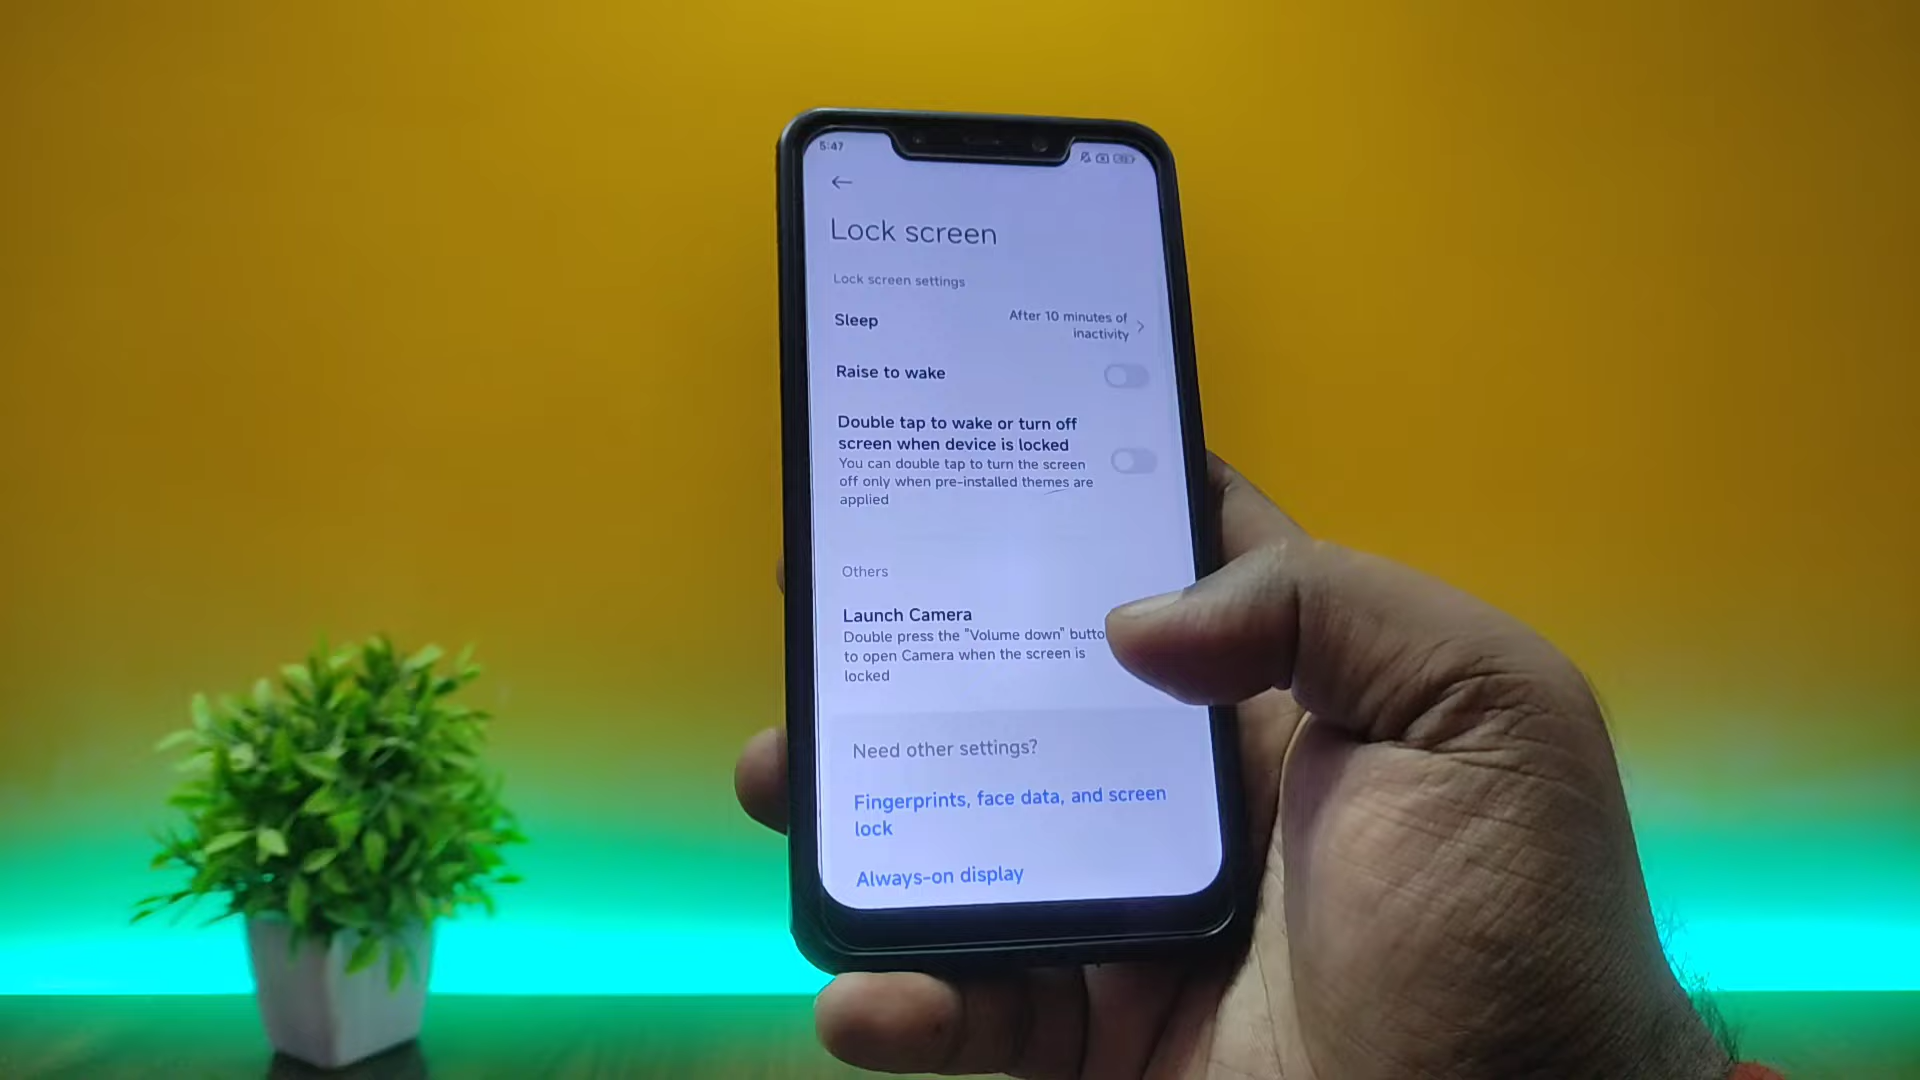 5:47
Lock screen
Lock screen settings
Sleep
After 10 minutes of
inactivity
Raise to wake
Double tap to wake or turn off
screen when device is locked
You can double tap to turn the screen
off only when pre-installed themes are
applied
Others
Launch Camera
Double press the "Volume down" butto
to open Camera when the screen is
locked
Need other settings?
Fingerprints, face data, and screen
lock
Always-on display